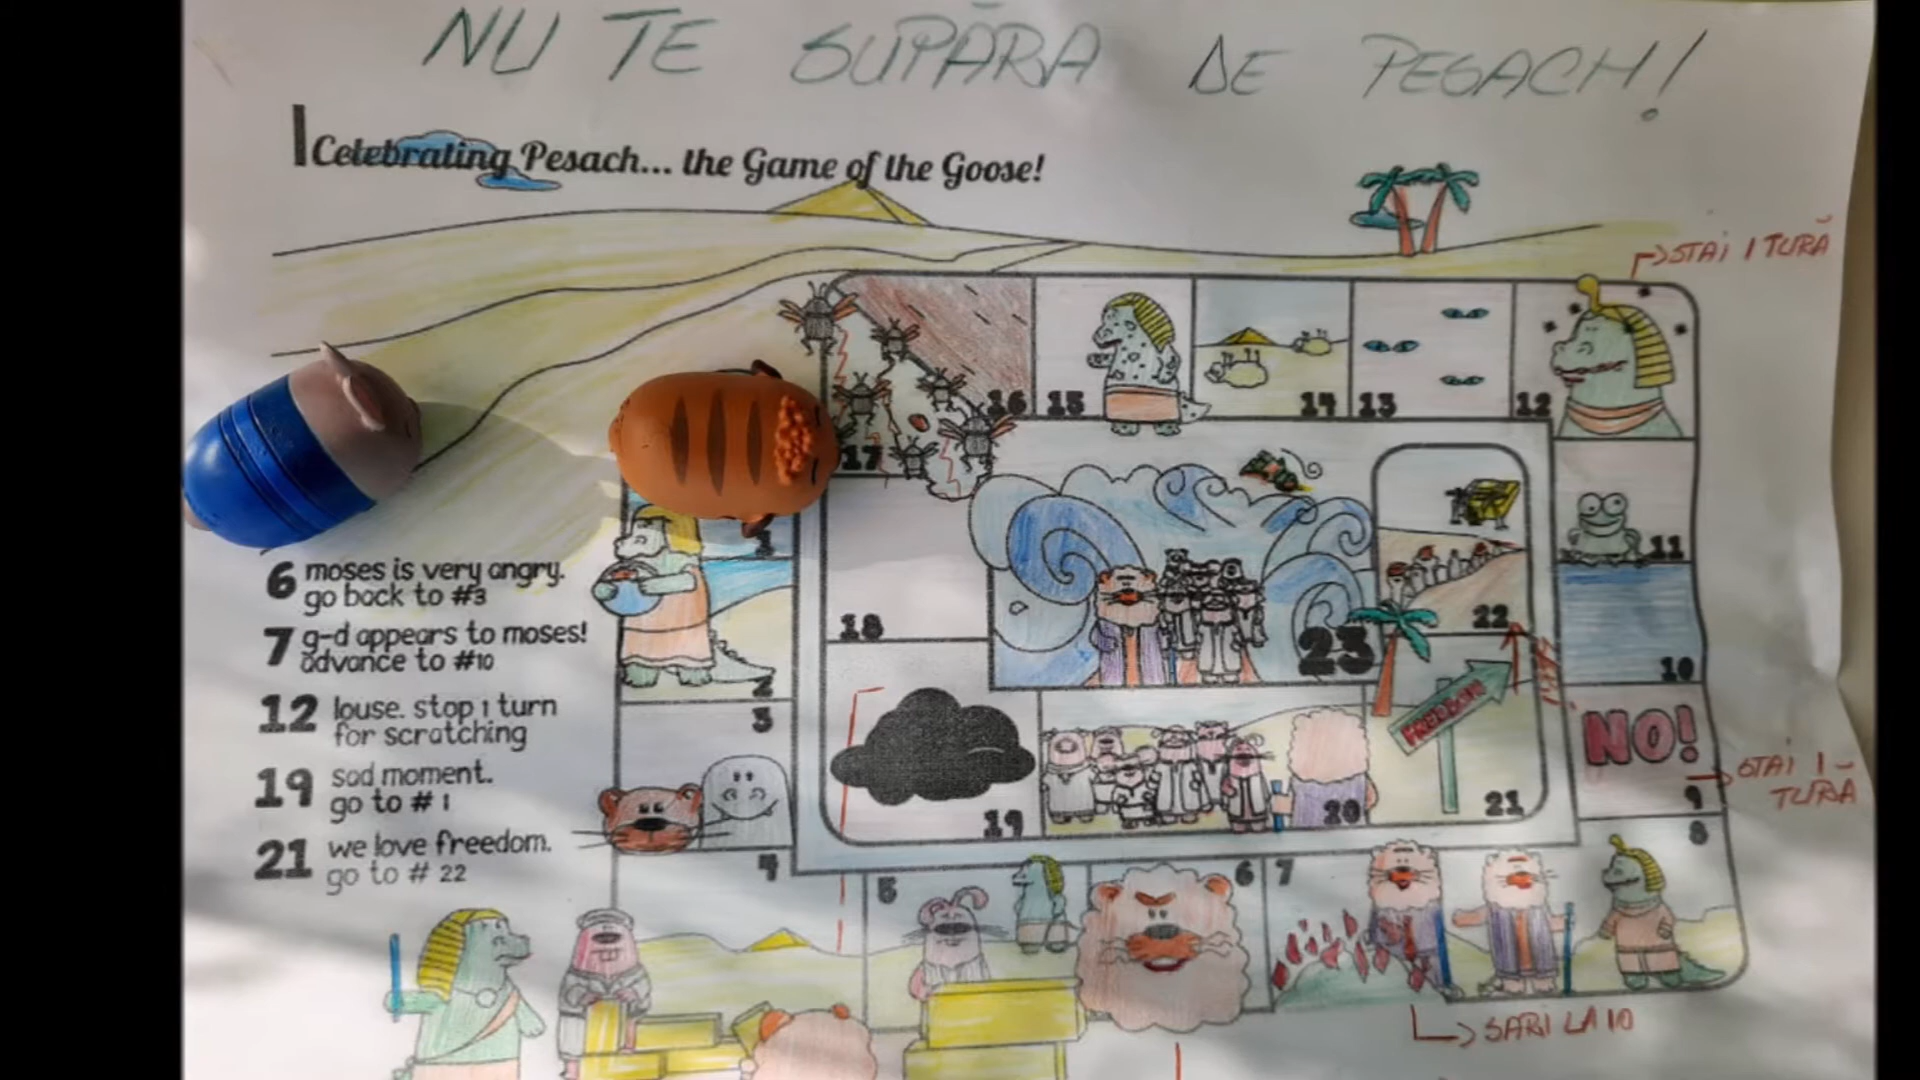 NU TE SUPĂRA DE PESACH!
Celebrating Pesach... the Game of the Goose!
STAI 1 TURĂ
16 15 14 13 12
17
1
6 moses is very angry.
go back to #3
11
18
22
23
7 g-d appears to moses!
advance to #10
10
2
12 louse. stop 1 turn
for scratching
3
FREEDOM
NO!
STAI 1
TURĂ
19 sad moment.
go to # 1
9
19 20 21
8
21 we love freedom.
go to # 22
4 5 6 7
SARI LA 10